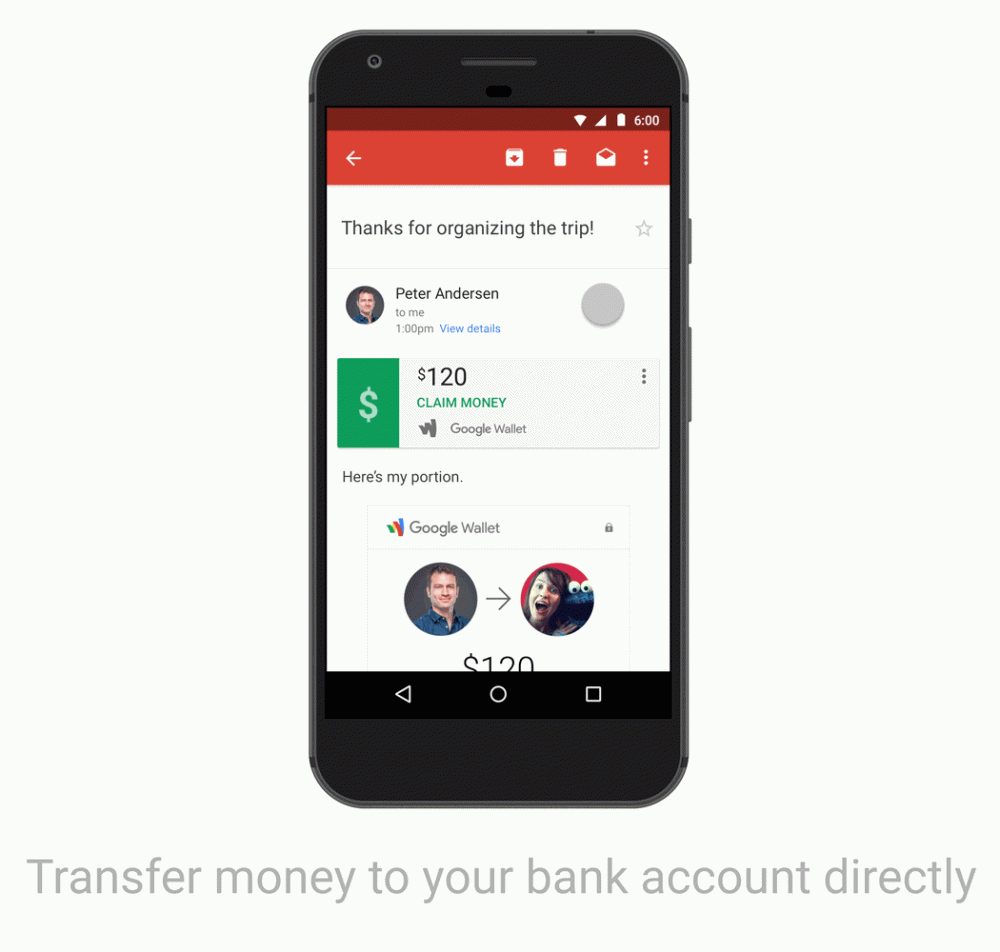 6:00
Thanks for organizing the trip!
Peter Andersen
to me
1:00pm View details
$
$120
CLAIM MONEY
Google Wallet
Here's my portion.
Google Wallet
$120
Transfer money to your bank account directly